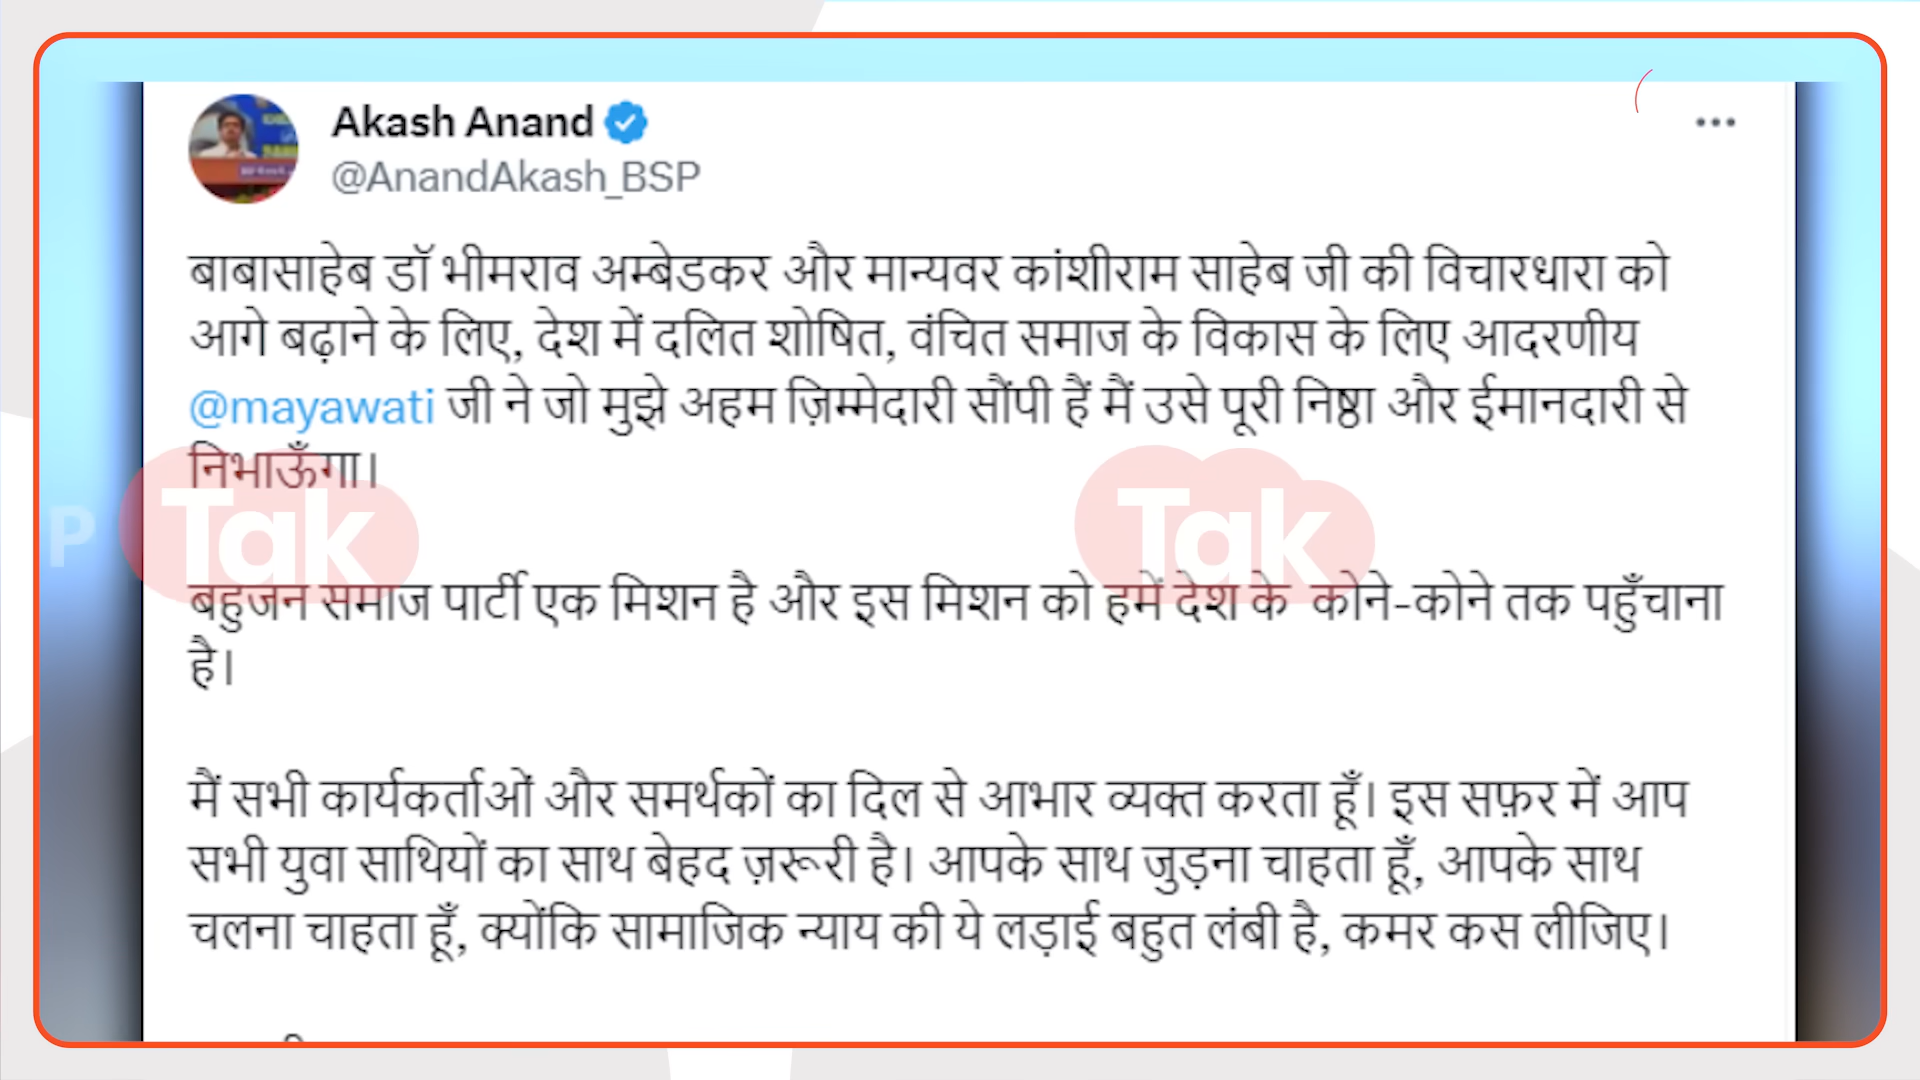 Akash Anand
@AnandAkash_BSP
बाबासाहेब डॉ भीमराव अम्बेडकर और मान्यवर कांशीराम साहेब जी की विचारधारा को
आगे बढ़ाने के लिए, देश में दलित शोषित, वंचित समाज के विकास के लिए आदरणीय
@mayawati जी ने जो मुझे अहम ज़िम्मेदारी सौंपी हैं मैं उसे पूरी निष्ठा और ईमानदारी से
निभाऊँगा।
P Tak
Tak
बहुजन समाज पार्टी एक मिशन है और इस मिशन को हमें देश के कोने-कोने तक पहुँचाना
है।
मैं सभी कार्यकर्ताओं और समर्थकों का दिल से आभार व्यक्त करता हूँ। इस सफ़र में आप
सभी युवा साथियों का साथ बेहद ज़रूरी है। आपके साथ जुड़ना चाहता हूँ, आपके साथ
चलना चाहता हूँ, क्योंकि सामाजिक न्याय की ये लड़ाई बहुत लंबी है, कमर कस लीजिए।